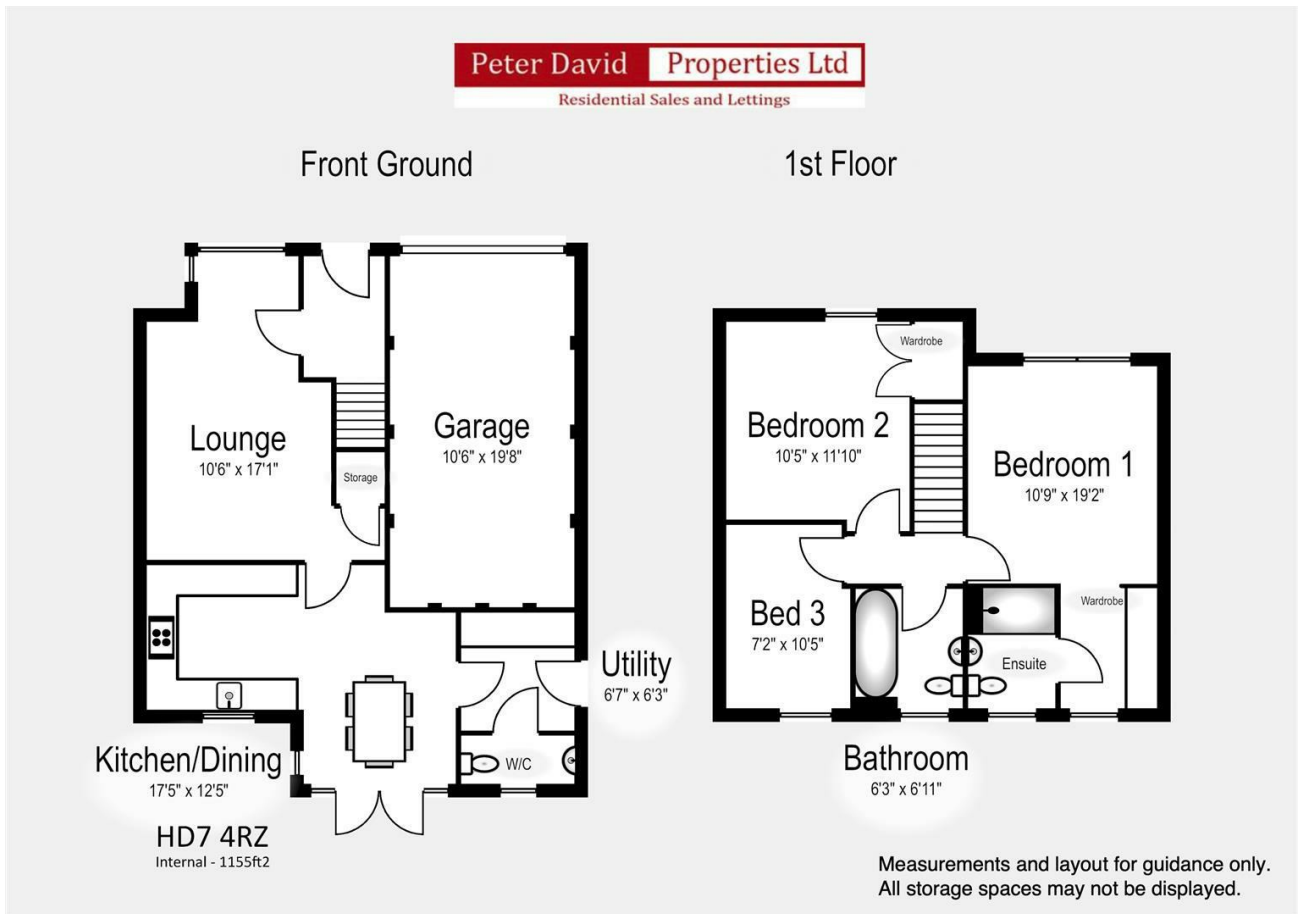 Peter David Properties Ltd
Residential Sales and Lettings
Front Ground
1st Floor
Lounge
10'6" x 17'1"
Storage
Garage
10'6" x 19'8"
Utility
6'7" x 6'3"
W/C
Kitchen/Dining
17'5" x 12'5"
HD7 4RZ
Internal - 1155ft2
Wardrobe
Bedroom 2
10'5" x 11'10"
Bedroom 1
10'9" x 19'2"
Wardrobe
Bed 3
7'2" x 10'5"
Ensuite
Bathroom
6'3" x 6'11"
Measurements and layout for guidance only.
All storage spaces may not be displayed.